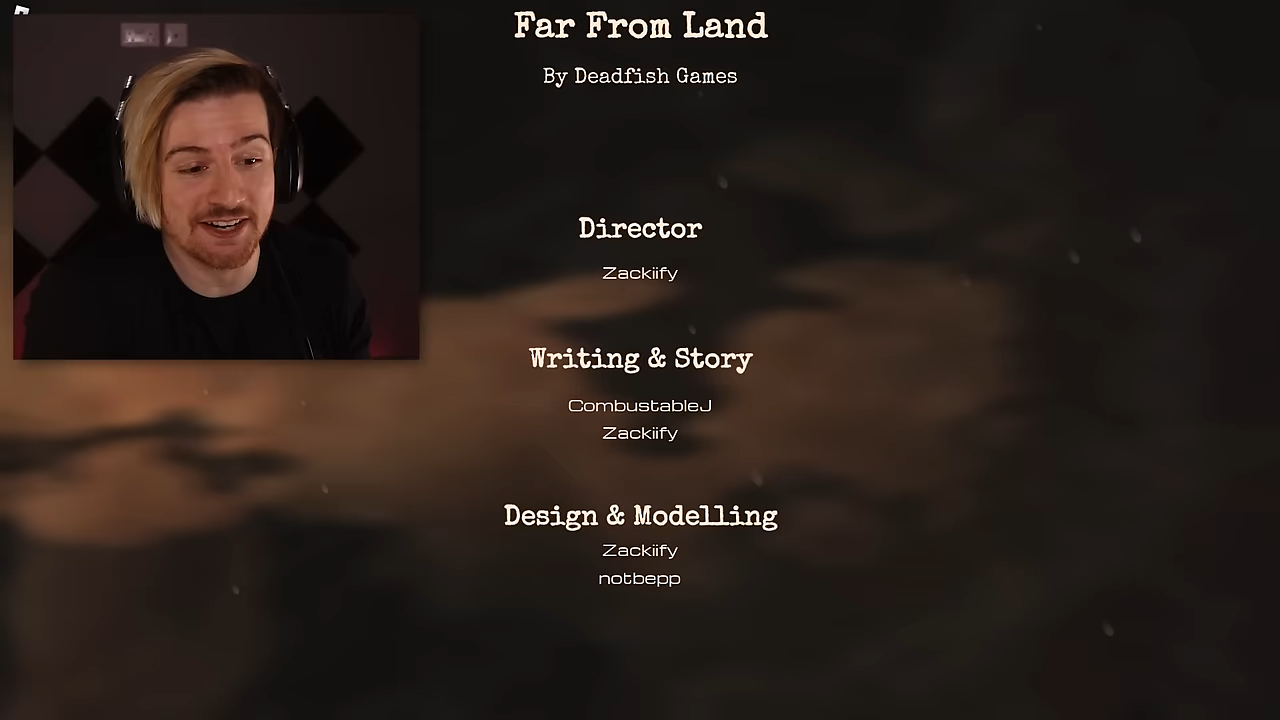 Far From Land
By Deadfish Games
Director
Zackiify
Writing & Story
CombustableJ
Zackiify
Design & Modelling
Zackiify
notbepp